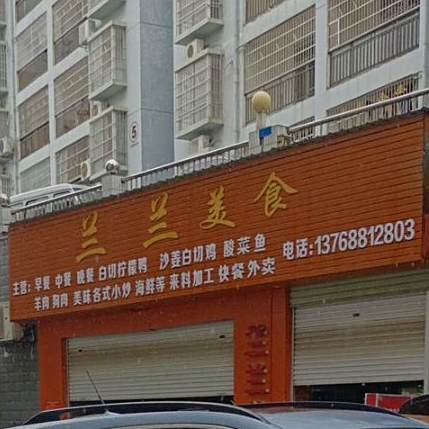 兰兰美食
主营：早餐 中餐 晚餐 白切柠檬鸭 沙姜白切鸡 酸菜鱼 电话：13768812803
羊肉 狗肉 美味各式小炒 海鲜等 来料加工 快餐 外卖
5